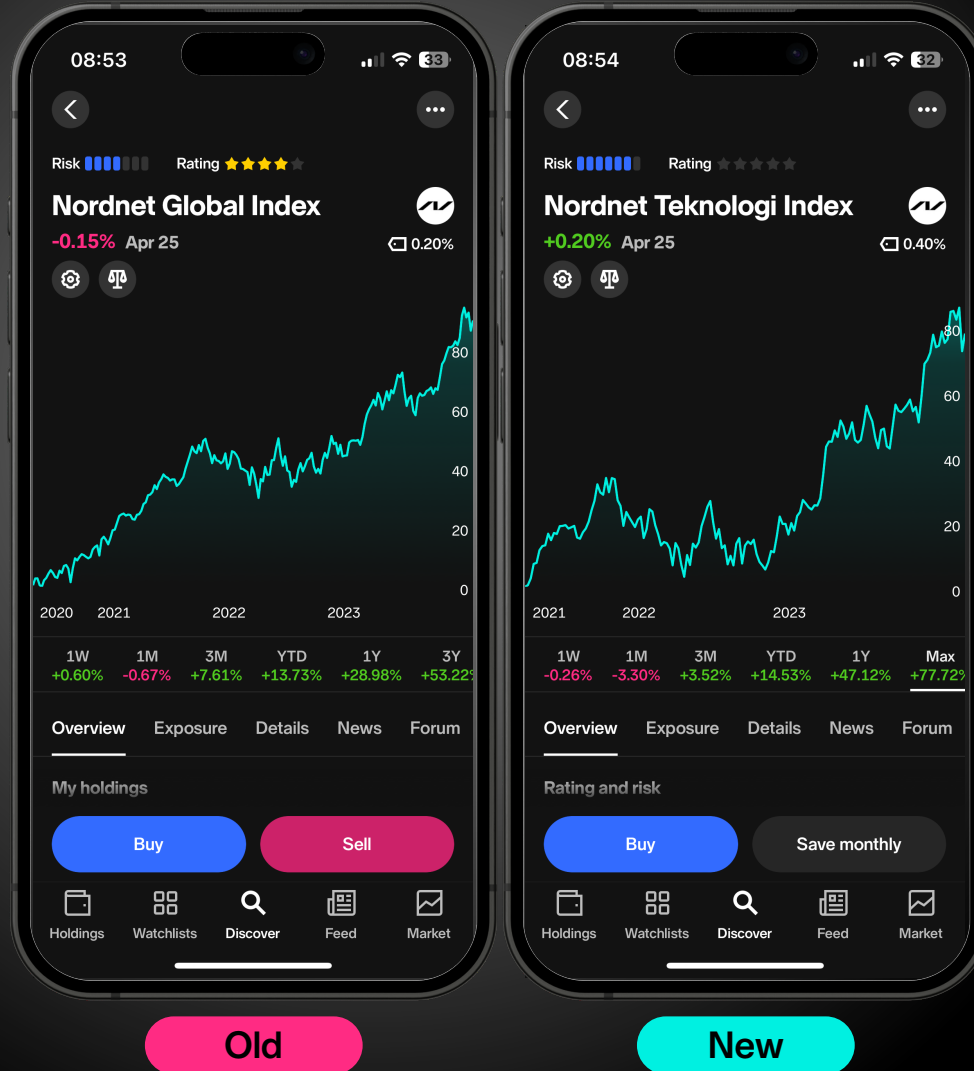 08:53
33
Risk Rating
Nordnet Global Index
-0.15% Apr 25
0.20%
80
60
40
20
0
2020 2021 2022 2023
1W 1M 3M YTD 1Y 3Y
+0.60% -0.67% +7.61% +13.73% +28.98% +53.22%
Overview Exposure Details News Forum
My holdings
Buy Sell
Holdings Watchlists Discover Feed Market
Old
08:54
32
Risk Rating
Nordnet Teknologi Index
+0.20% Apr 25
0.40%
80
60
40
20
0
2021 2022 2023
1W 1M 3M YTD 1Y Max
-0.26% -3.30% +3.52% +14.53% +47.12% +77.72%
Overview Exposure Details News Forum
Rating and risk
Buy Save monthly
Holdings Watchlists Discover Feed Market
New